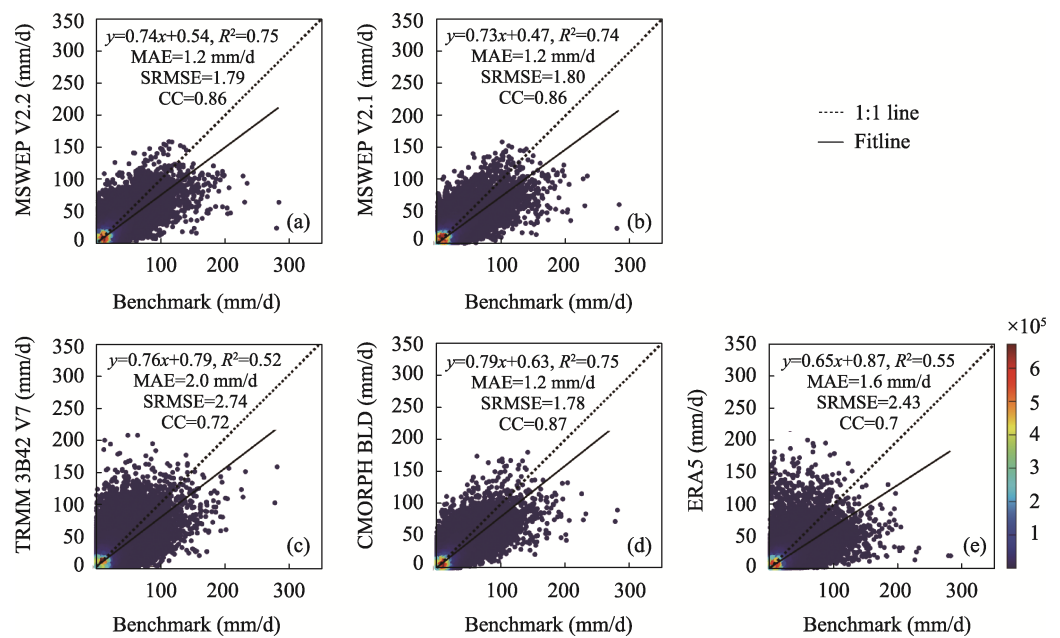 MSWEP V2.2 (mm/d)
350
300
250
200
150
100
50
0
y=0.74x+0.54, R²=0.75
MAE=1.2 mm/d
SRMSE=1.79
CC=0.86
(a)
100 200 300
Benchmark (mm/d)
MSWEP V2.1 (mm/d)
350
300
250
200
150
100
50
0
y=0.73x+0.47, R²=0.74
MAE=1.2 mm/d
SRMSE=1.80
CC=0.86
(b)
100 200 300
Benchmark (mm/d)
1:1 line
Fitline
TRMM 3B42 V7 (mm/d)
350
300
250
200
150
100
50
0
y=0.76x+0.79, R²=0.52
MAE=2.0 mm/d
SRMSE=2.74
CC=0.72
(c)
100 200 300
Benchmark (mm/d)
CMORPH BLD (mm/d)
350
300
250
200
150
100
50
0
y=0.79x+0.63, R²=0.75
MAE=1.2 mm/d
SRMSE=1.78
CC=0.87
(d)
100 200 300
Benchmark (mm/d)
ERA5 (mm/d)
350
300
250
200
150
100
50
0
y=0.65x+0.87, R²=0.55
MAE=1.6 mm/d
SRMSE=2.43
CC=0.7
(e)
100 200 300
Benchmark (mm/d)
×10⁵
6
5
4
3
2
1